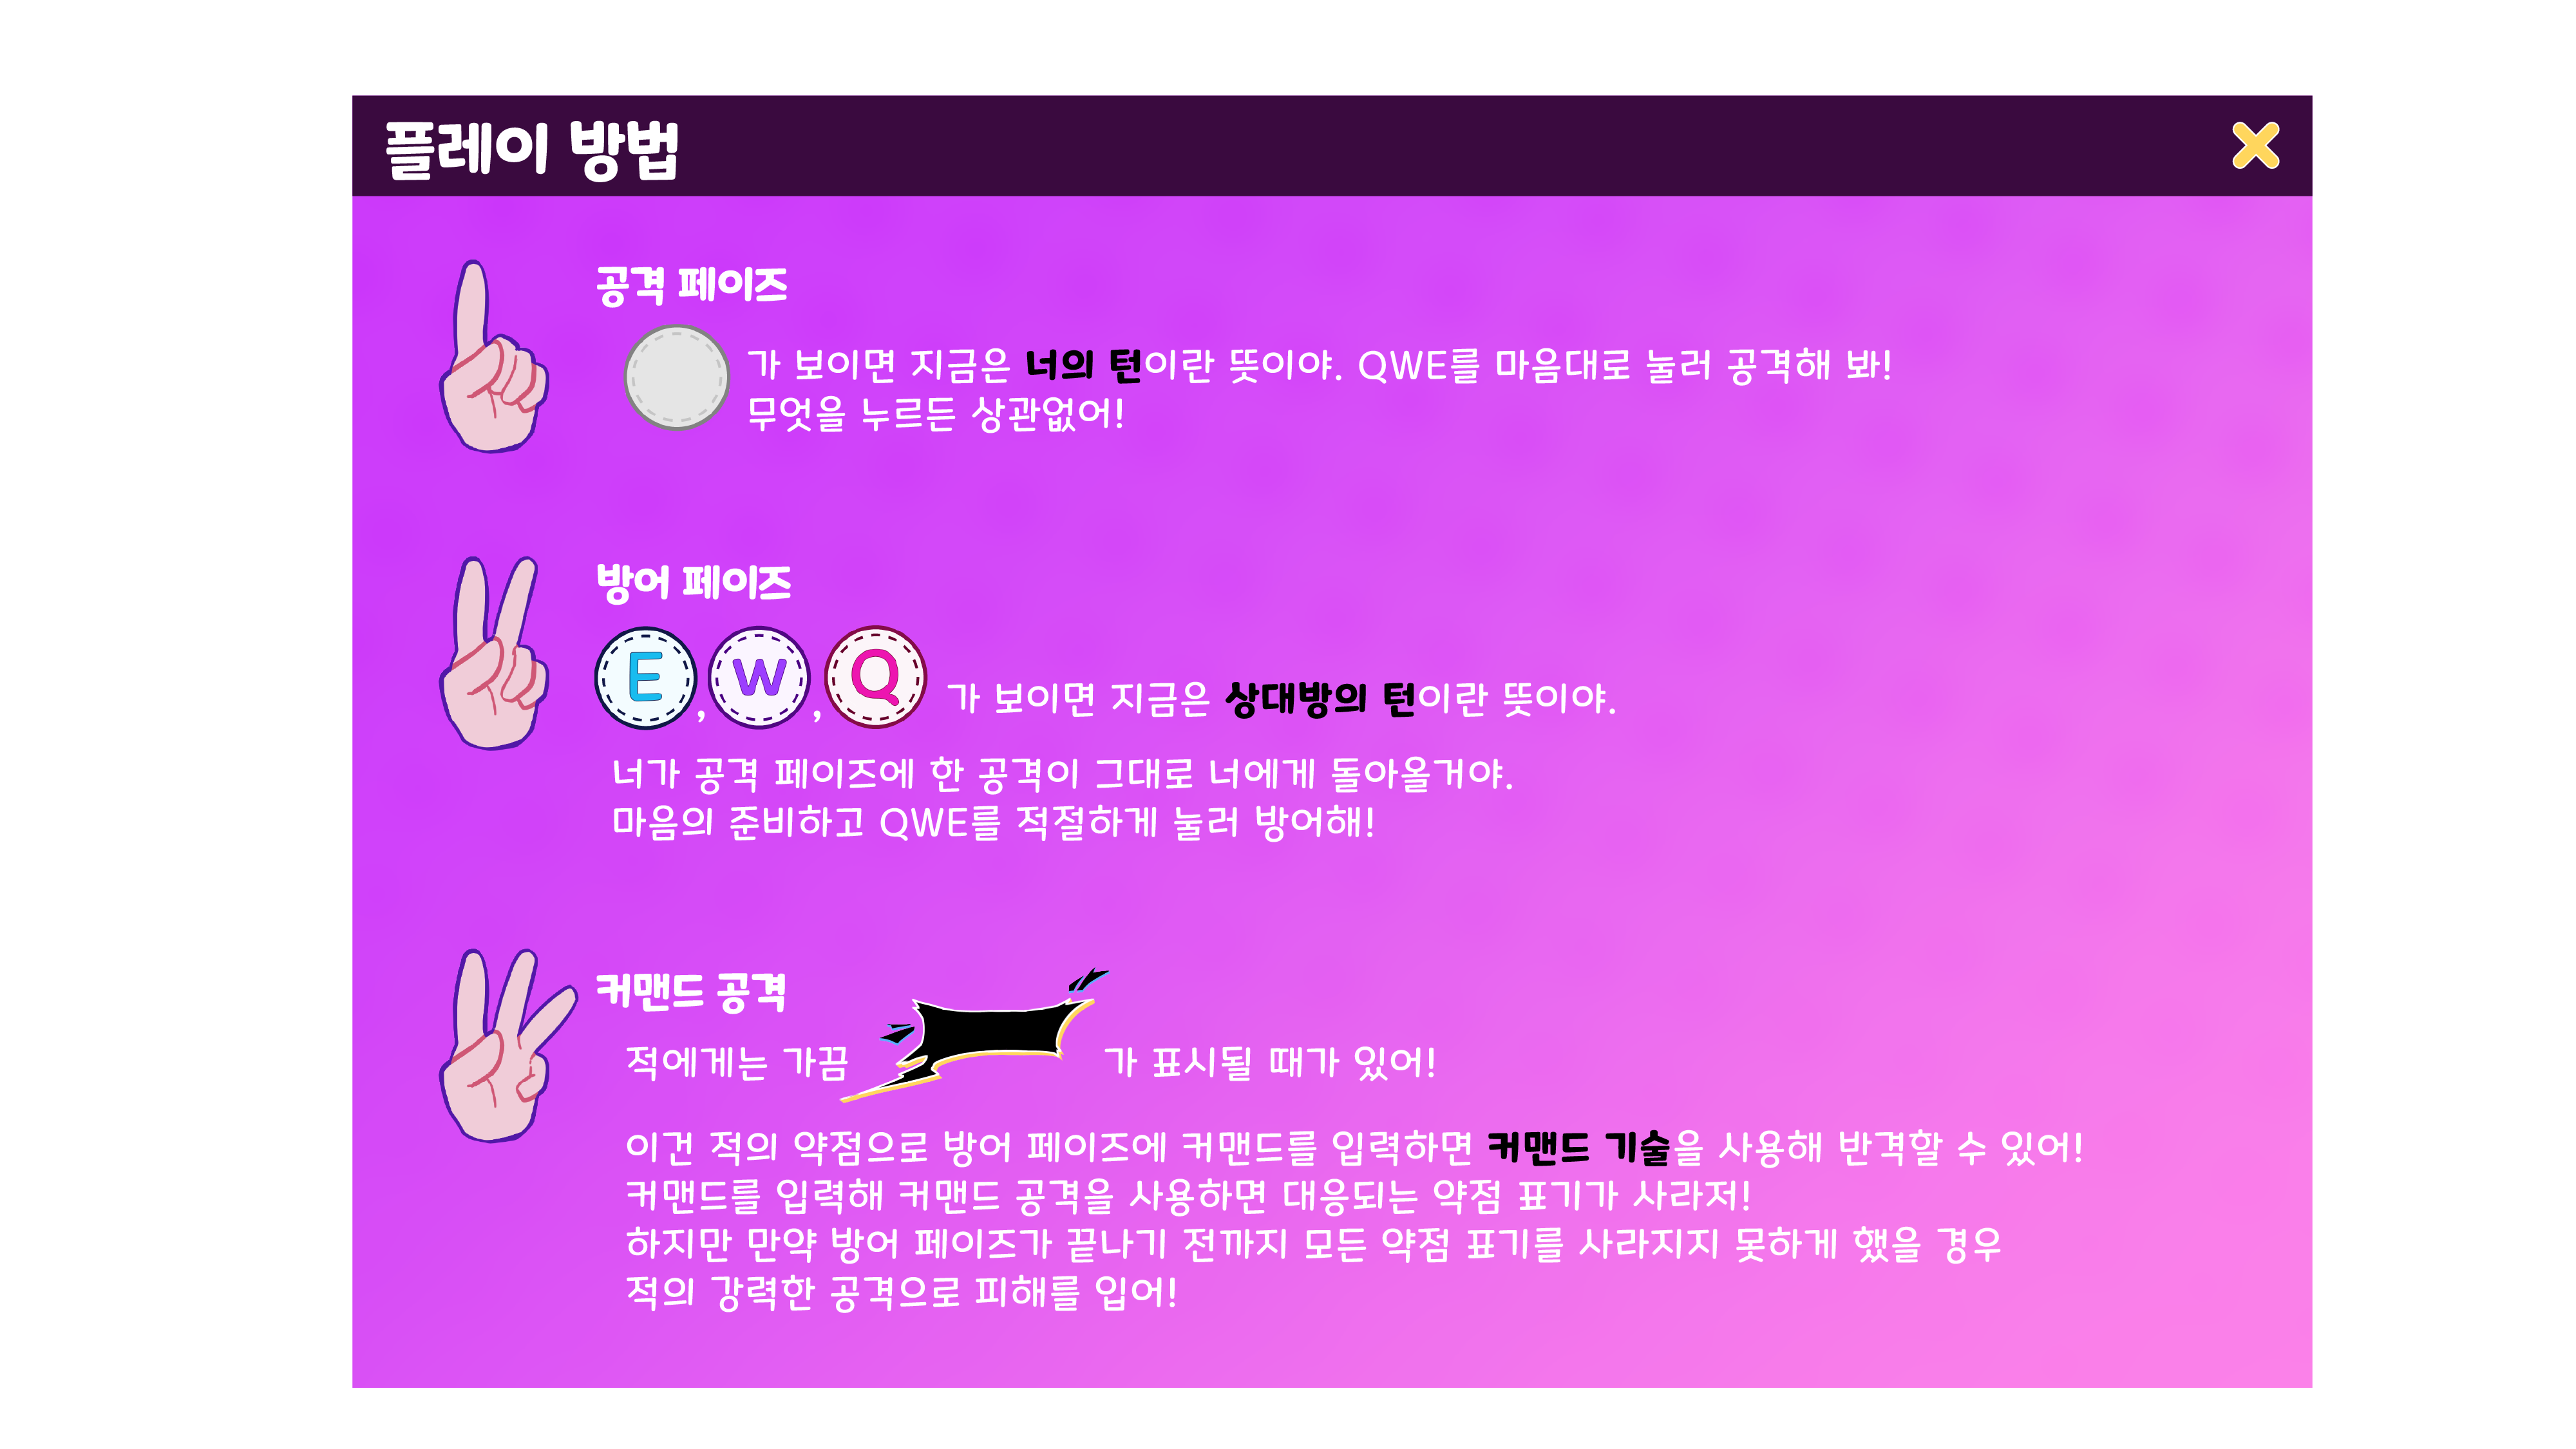 플레이 방법
공격 페이즈
가 보이면 지금은 너의 턴이란 뜻이야. QWE를 마음대로 눌러 공격해 봐!
무엇을 누르든 상관없어!
방어 페이즈
E, W, Q 가 보이면 지금은 상대방의 턴이란 뜻이야.
너가 공격 페이즈에 한 공격이 그대로 너에게 돌아올거야.
마음의 준비하고 QWE를 적절하게 눌러 방어해!
커맨드 공격
적에게는 가끔 가 표시될 때가 있어!
이건 적의 약점으로 방어 페이즈에 커맨드를 입력하면 커맨드 기술을 사용해 반격할 수 있어!
커맨드를 입력해 커맨드 공격을 사용하면 대응되는 약점 표기가 사라저!
하지만 만약 방어 페이즈가 끝나기 전까지 모든 약점 표기를 사라지지 못하게 했을 경우
적의 강력한 공격으로 피해를 입어!